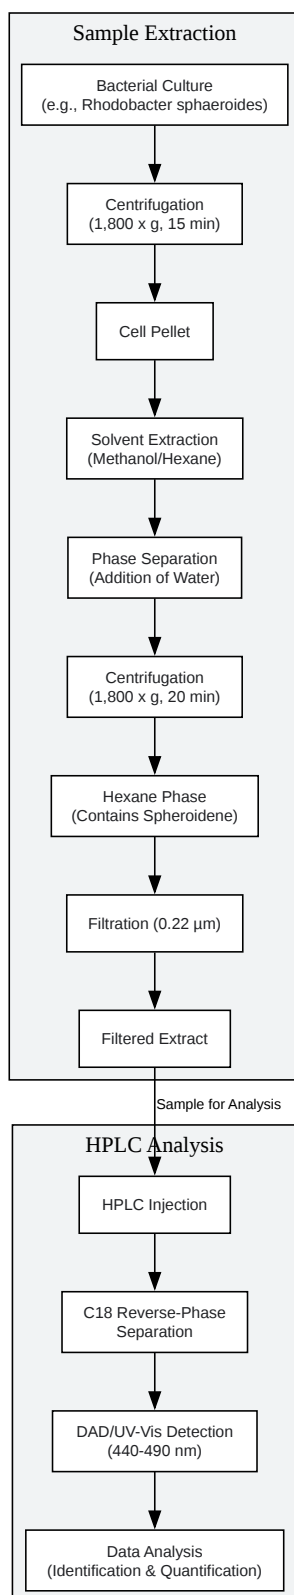 Sample Extraction
Bacterial Culture
(e.g., Rhodobacter sphaeroides)
Centrifugation
(1,800 x g, 15 min)
Cell Pellet
Solvent Extraction
(Methanol/Hexane)
Phase Separation
(Addition of Water)
Centrifugation
(1,800 x g, 20 min)
Hexane Phase
(Contains Spheroidene)
Filtration (0.22 µm)
Filtered Extract
Sample for Analysis
HPLC Analysis
HPLC Injection
C18 Reverse-Phase
Separation
DAD/UV-Vis Detection
(440-490 nm)
Data Analysis
(Identification & Quantification)